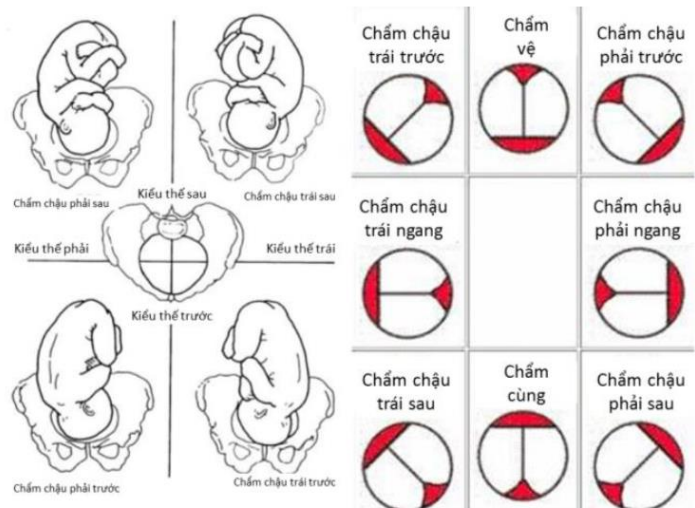 Chẩm chậu phải sau
Kiểu thế sau
Chẩm chậu trái sau
Kiểu thế phải
Kiểu thế trái
Kiểu thế trước
Chẩm chậu phải trước
Chẩm chậu trái trước
Chẩm chậu
trái trước
Chẩm
vệ
Chẩm chậu
phải trước
Chẩm chậu
trái ngang
Chẩm chậu
phải ngang
Chẩm chậu
trái sau
Chẩm
cùng
Chẩm chậu
phải sau